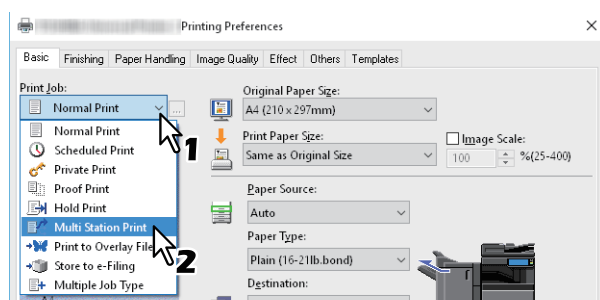 Printing Preferences
Basic Finishing Paper Handling Image Quality Effect Others Templates
Print Job:
Normal Print
...
Normal Print
Scheduled Print
Private Print
Proof Print
Hold Print
Multi Station Print
Print to Overlay File
Store to e-Filing
Multiple Job Type
1
2
Original Paper Size:
A4 (210 x 297mm)
Print Paper Size:
Same as Original Size
Image Scale:
100 %(25-400)
Paper Source:
Auto
Paper Type:
Plain (16-21lb.bond)
Destination: